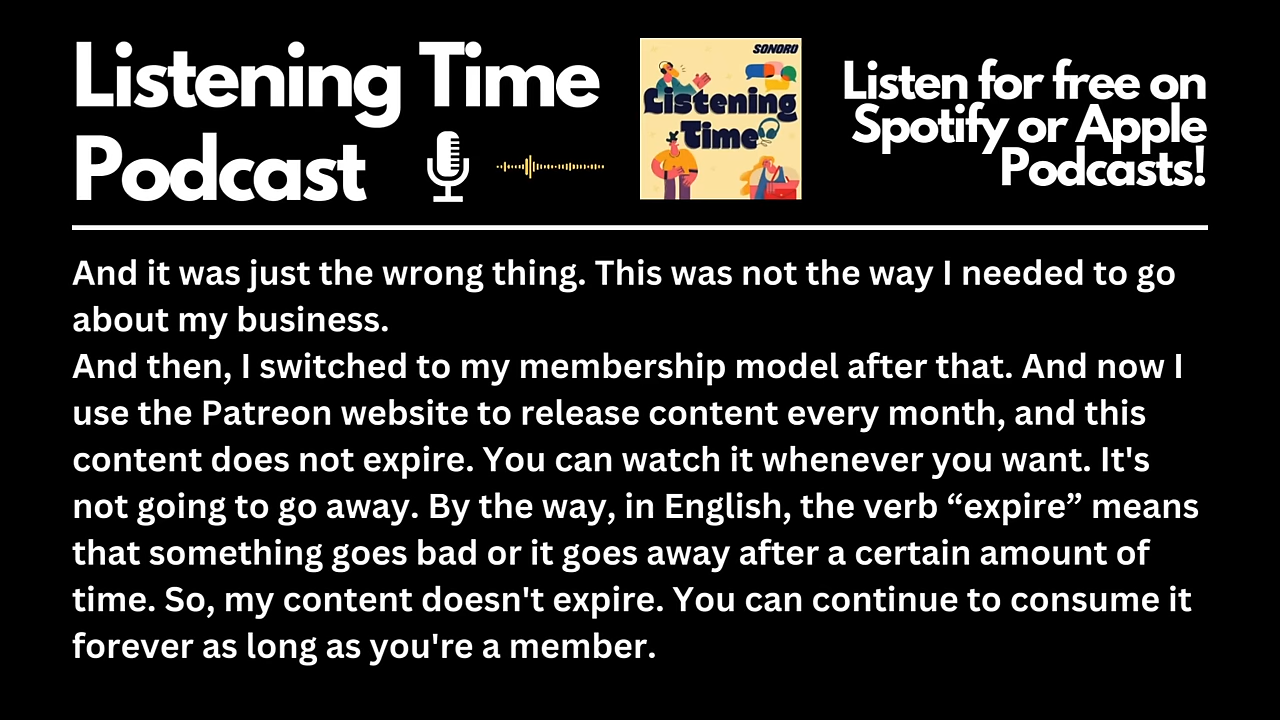 Listening Time
Podcast
SONORO
Listening
Time
Listen for free on
Spotify or Apple
Podcasts!
And it was just the wrong thing. This was not the way I needed to go
about my business.
And then, I switched to my membership model after that. And now I
use the Patreon website to release content every month, and this
content does not expire. You can watch it whenever you want. It's
not going to go away. By the way, in English, the verb “expire” means
that something goes bad or it goes away after a certain amount of
time. So, my content doesn't expire. You can continue to consume it
forever as long as you're a member.